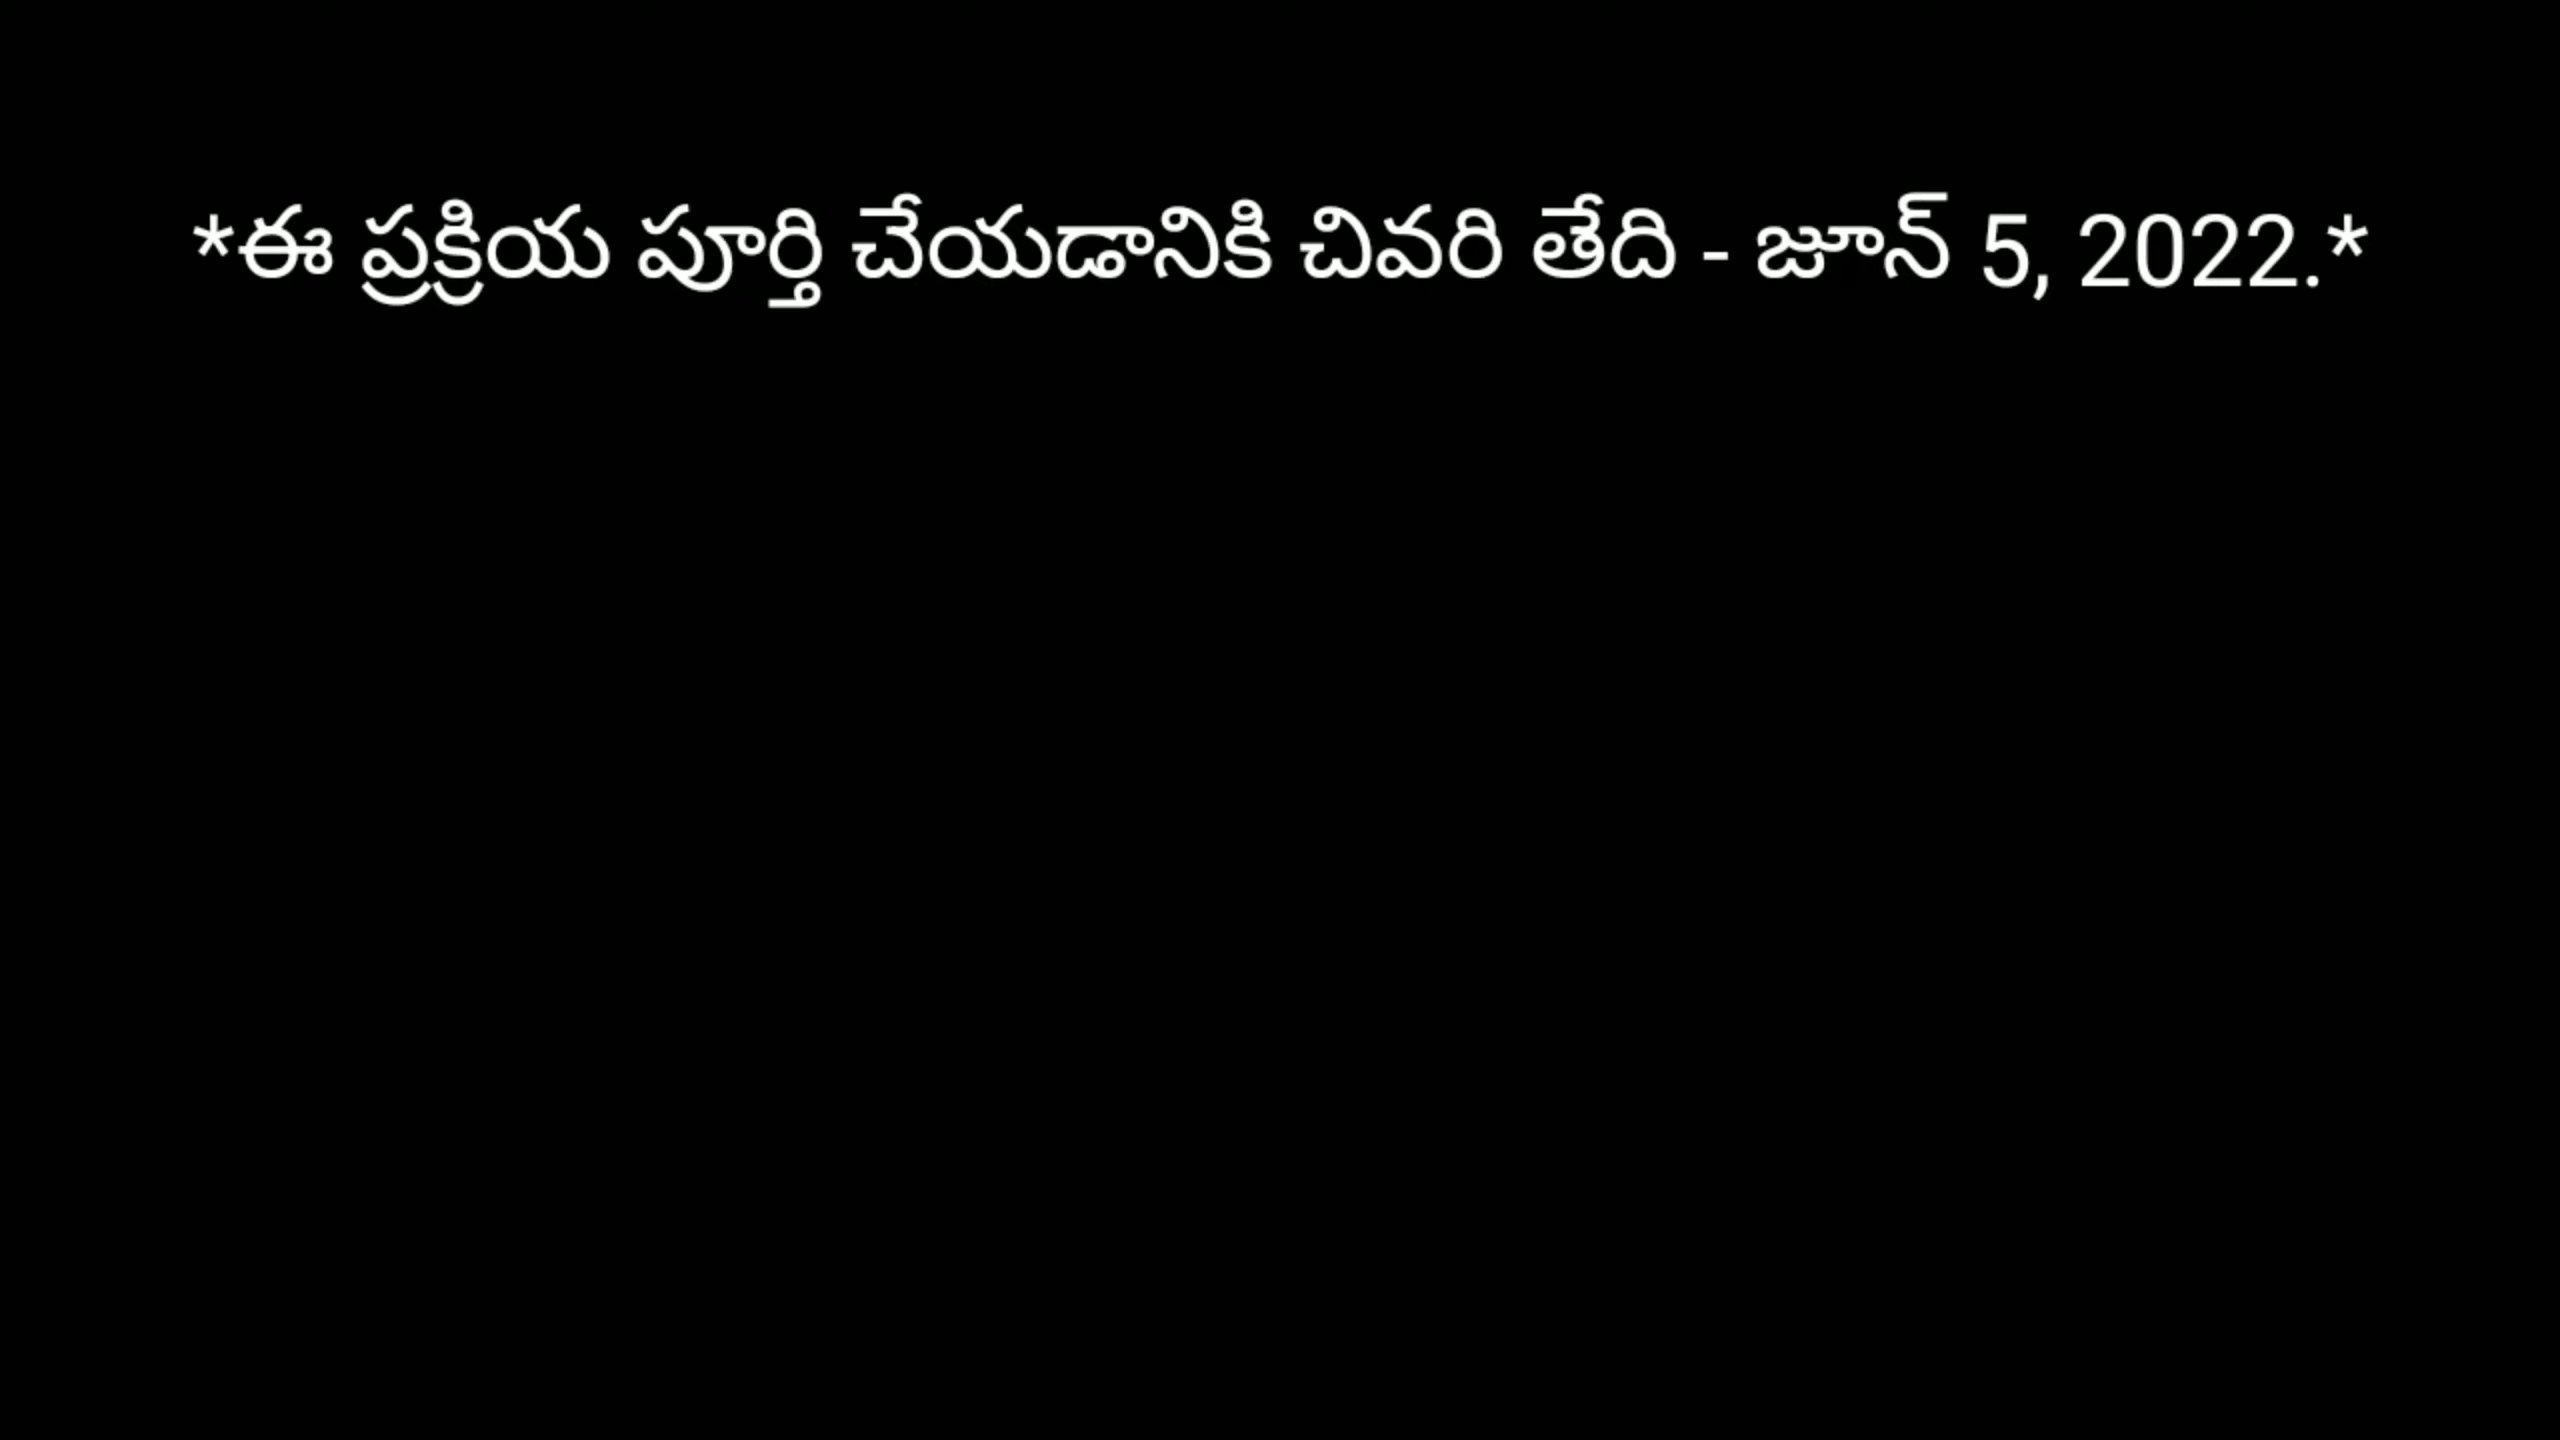 *ఈ ప్రక్రియ పూర్తి చేయడానికి చివరి తేది - జూన్ 5, 2022.*